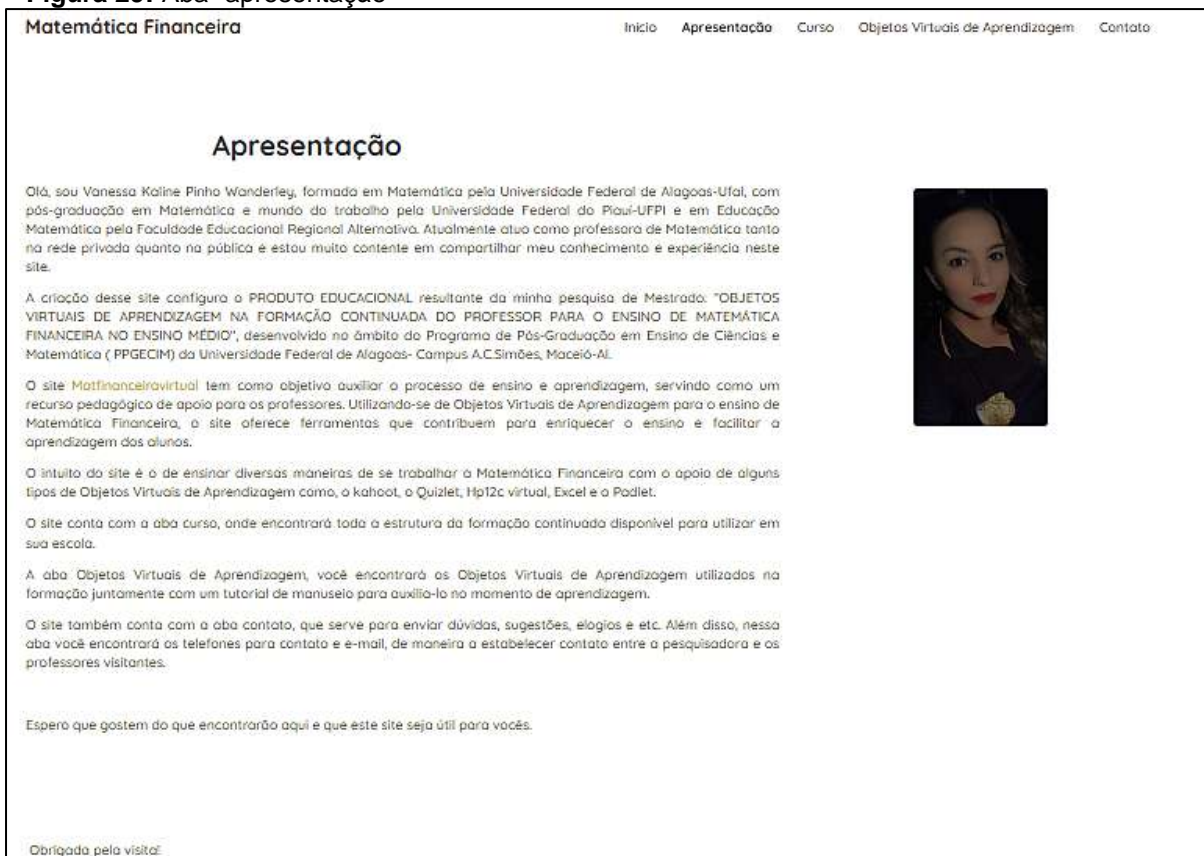 Matemática Financeira
Inicio Apresentação Curso Objetos Virtuais de Aprendizagem Contato
Apresentação
Olá, sou Vanessa Kaline Pinho Wanderley, formada em Matemática pela Universidade Federal de Alagoas-Ufal, com
pós-graduação em Matemática e mundo do trabalho pela Universidade Federal do Piauí-UFPI e em Educação
Matemática pela Faculdade Educacional Regional Alternativa. Atualmente atuo como professora de Matemática tanto
na rede privada quanto na pública e estou muito contente em compartilhar meu conhecimento e experiência neste
site.
A criação desse site configura o PRODUTO EDUCACIONAL resultante da minha pesquisa de Mestrado: "OBJETOS
VIRTUAIS DE APRENDIZAGEM NA FORMAÇÃO CONTINUADA DO PROFESSOR PARA O ENSINO DE MATEMÁTICA
FINANCEIRA NO ENSINO MÉDIO", desenvolvido no âmbito do Programa de Pós-Graduação em Ensino de Ciências e
Matemática ( PPGECIM) da Universidade Federal de Alagoas- Campus A.C.Simões, Maceió-Al.
O site Matfinanceiravirtual tem como objetivo auxiliar o processo de ensino e aprendizagem, servindo como um
recurso pedagógico de apoio para os professores. Utilizando-se de Objetos Virtuais de Aprendizagem para o ensino de
Matemática Financeira, o site oferece ferramentas que contribuem para enriquecer o ensino e facilitar a
aprendizagem dos alunos.
O intuito do site é o de ensinar diversas maneiras de se trabalhar a Matemática Financeira com o apoio de alguns
tipos de Objetos Virtuais de Aprendizagem como, o kahoot, o Quizlet, Hp12c virtual, Excel e o Padlet.
O site conta com a aba curso, onde encontrará toda a estrutura da formação continuada disponível para utilizar em
sua escola.
A aba Objetos Virtuais de Aprendizagem, você encontrará os Objetos Virtuais de Aprendizagem utilizados na
formação juntamente com um tutorial de manuseio para auxilia-lo no momento de aprendizagem.
O site também conta com a aba contato, que serve para enviar dúvidas, sugestões, elogios e etc. Além disso, nessa
aba você encontrará os telefones para contato e e-mail, de maneira a estabelecer contato entre a pesquisadora e os
professores visitantes.
Espero que gostem do que encontrarão aqui e que este site seja útil para vocês.
Obrigada pela visita!